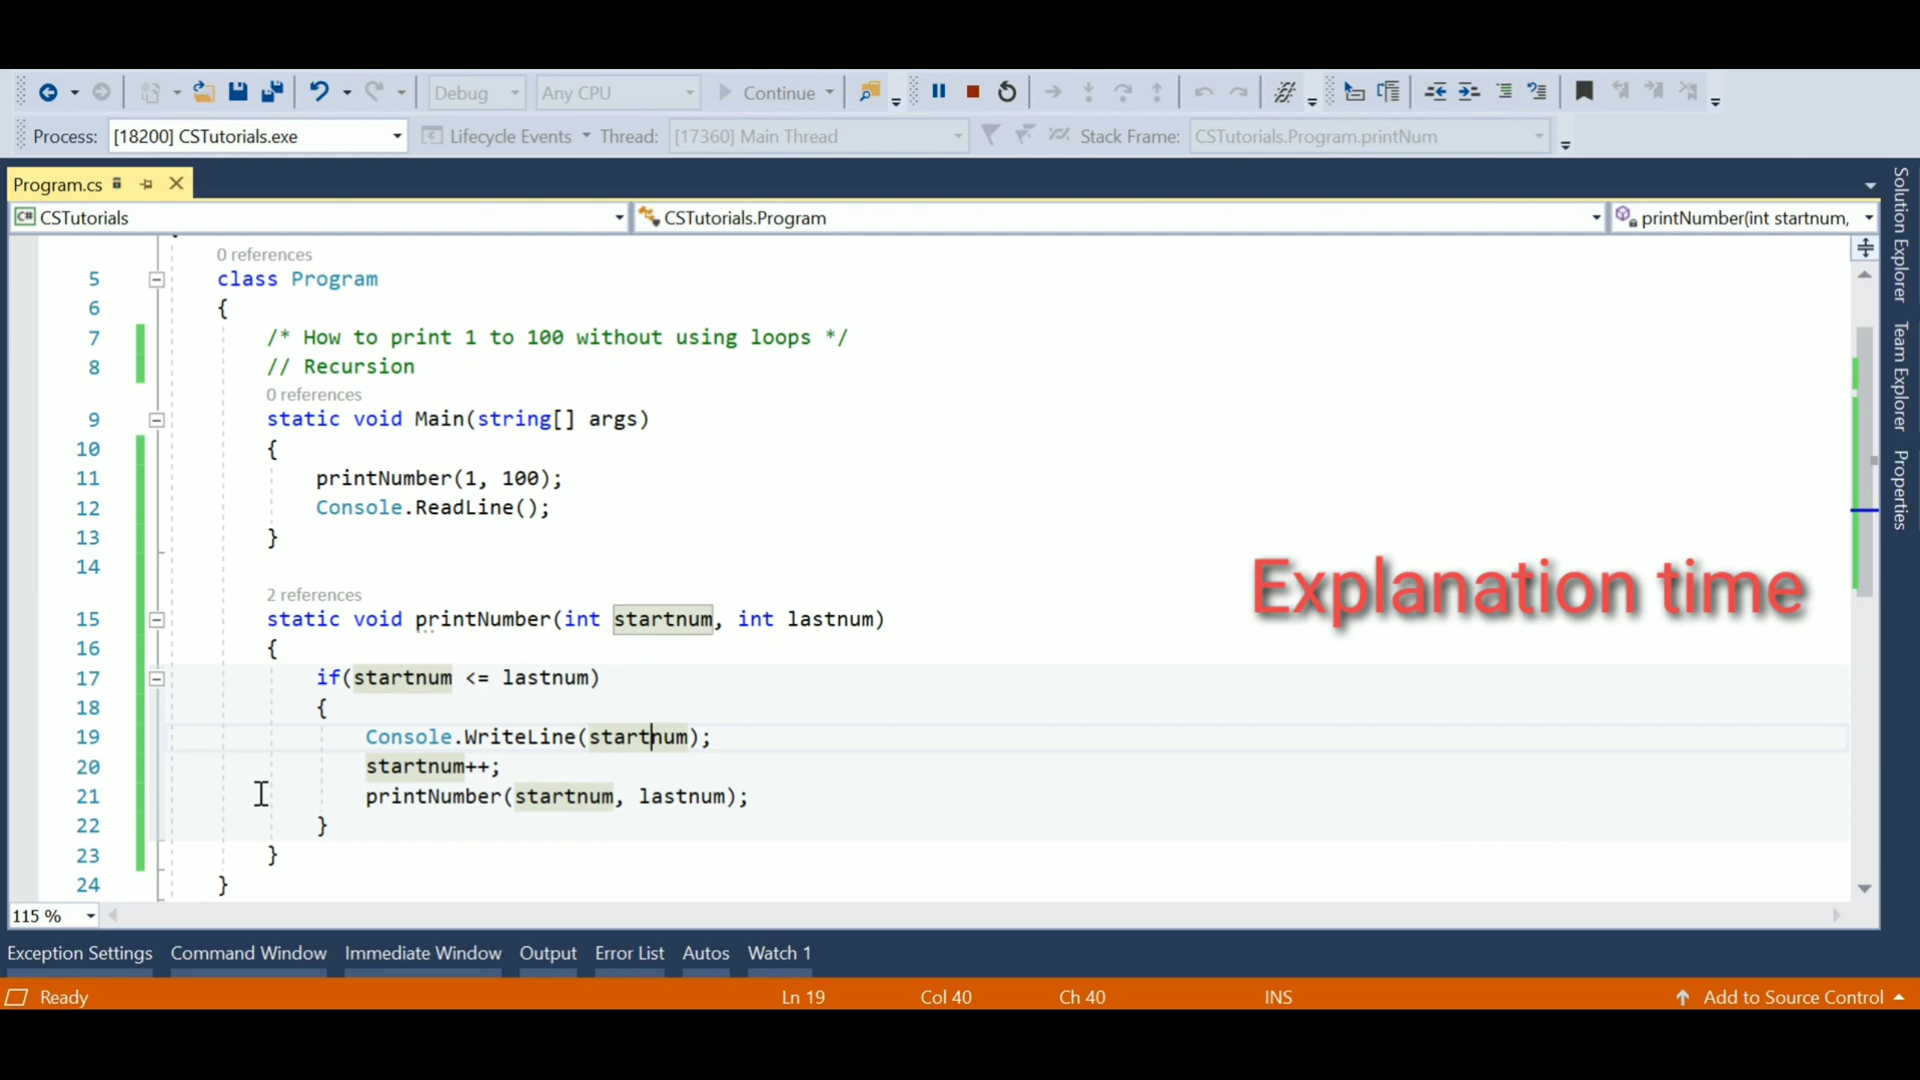 Debug Any CPU Continue
Process: [18200] CSTutorials.exe Lifecycle Events Thread: [17360] Main Thread Stack Frame: CSTutorials.Program.printNum
Program.cs
C# CSTutorials CSTutorials.Program printNumber(int startnum,
0 references
5 class Program
6 {
7 /* How to print 1 to 100 without using loops */
8 // Recursion
0 references
9 static void Main(string[] args)
10 {
11 printNumber(1, 100);
12 Console.ReadLine();
13 }
14
2 references
15 static void printNumber(int startnum, int lastnum)
16 {
17 if(startnum <= lastnum)
18 {
19 Console.WriteLine(startnum);
20 startnum++;
21 printNumber(startnum, lastnum);
22 }
23 }
24 }
Explanation time
Solution Explorer
Team Explorer
Properties
115 %
Exception Settings Command Window Immediate Window Output Error List Autos Watch 1
Ready Ln 19 Col 40 Ch 40 INS Add to Source Control